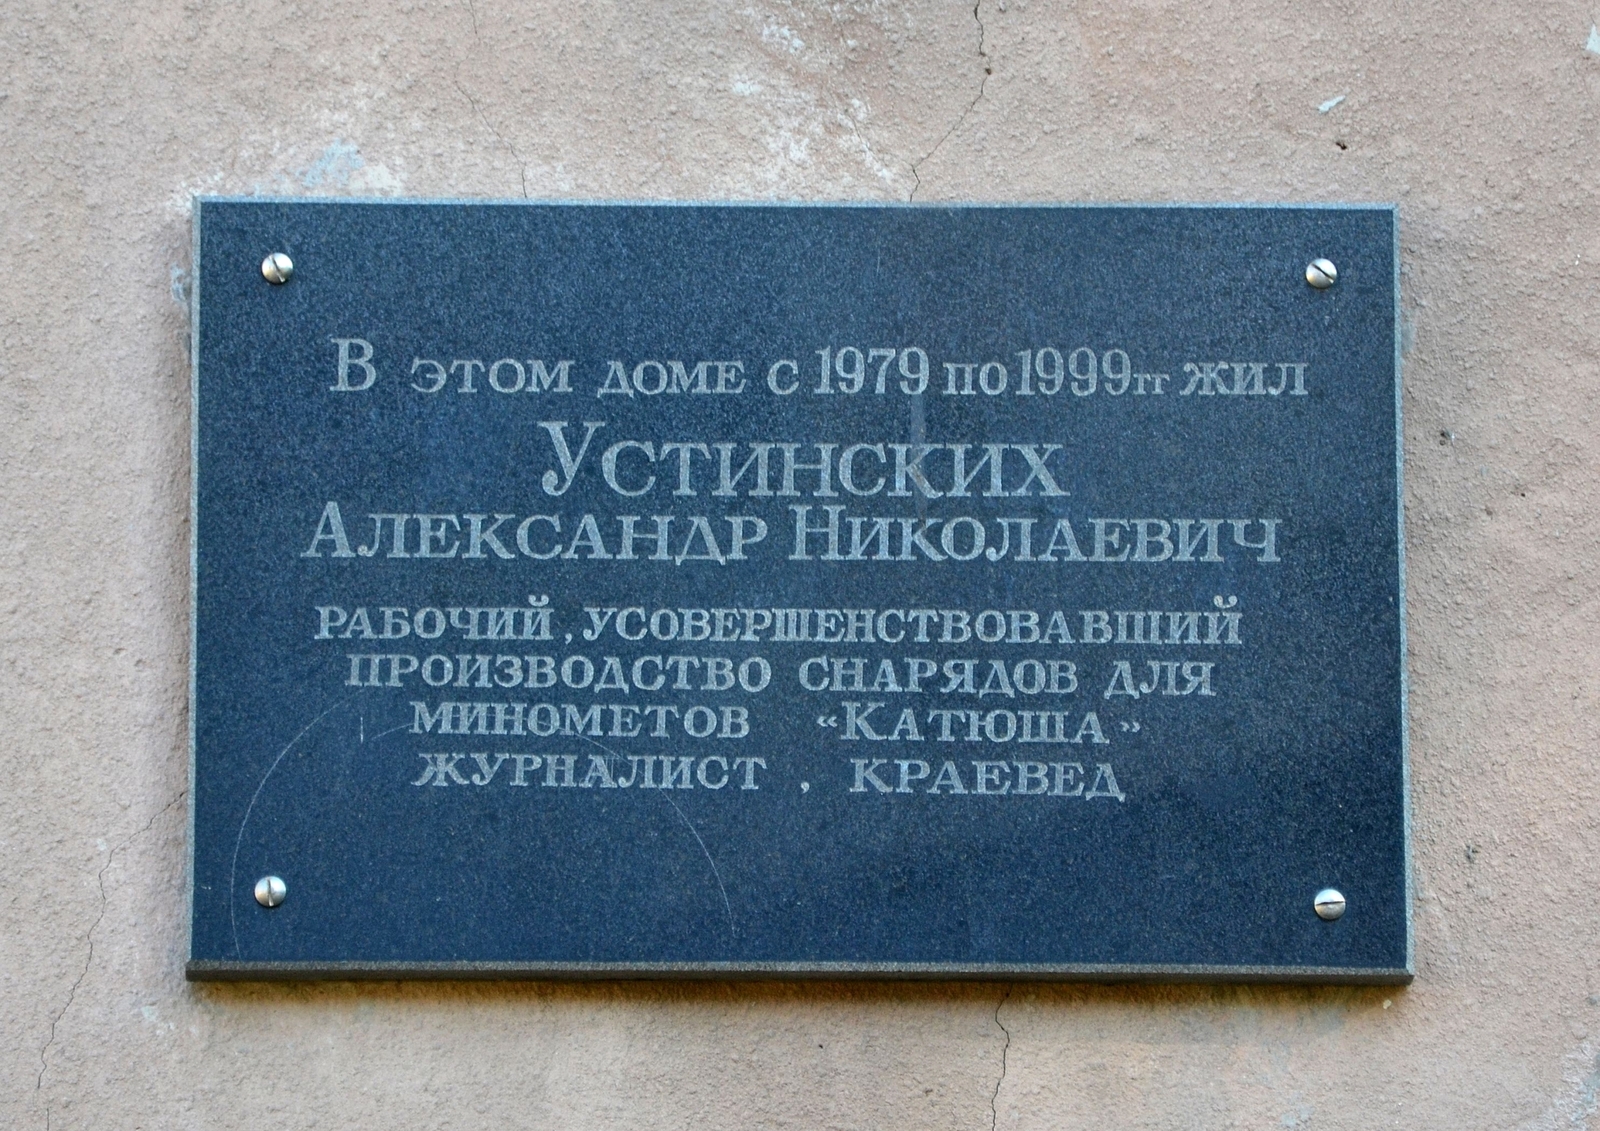 В ЭТОМ ДОМЕ С 1979 ПО 1999гг ЖИЛ
УСТИНСКИХ
АЛЕКСАНДР НИКОЛАЕВИЧ
РАБОЧИЙ, УСОВЕРШЕНСТВОВАВШИЙ
ПРОИЗВОДСТВО СНАРЯДОВ ДЛЯ
МИНОМЕТОВ «КАТЮША»
ЖУРНАЛИСТ, КРАЕВЕД